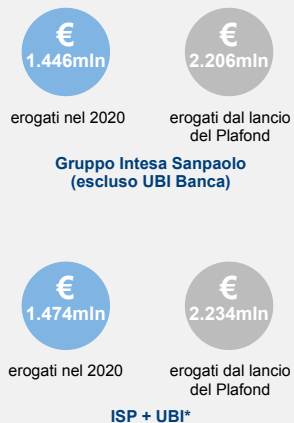 € €
1.446mln 2.206mln
erogati nel 2020 erogati dal lancio
del Plafond
Gruppo Intesa Sanpaolo
(escluso UBI Banca)
€ €
1.474mln 2.234mln
erogati nel 2020 erogati dal lancio
del Plafond
ISP + UBI*